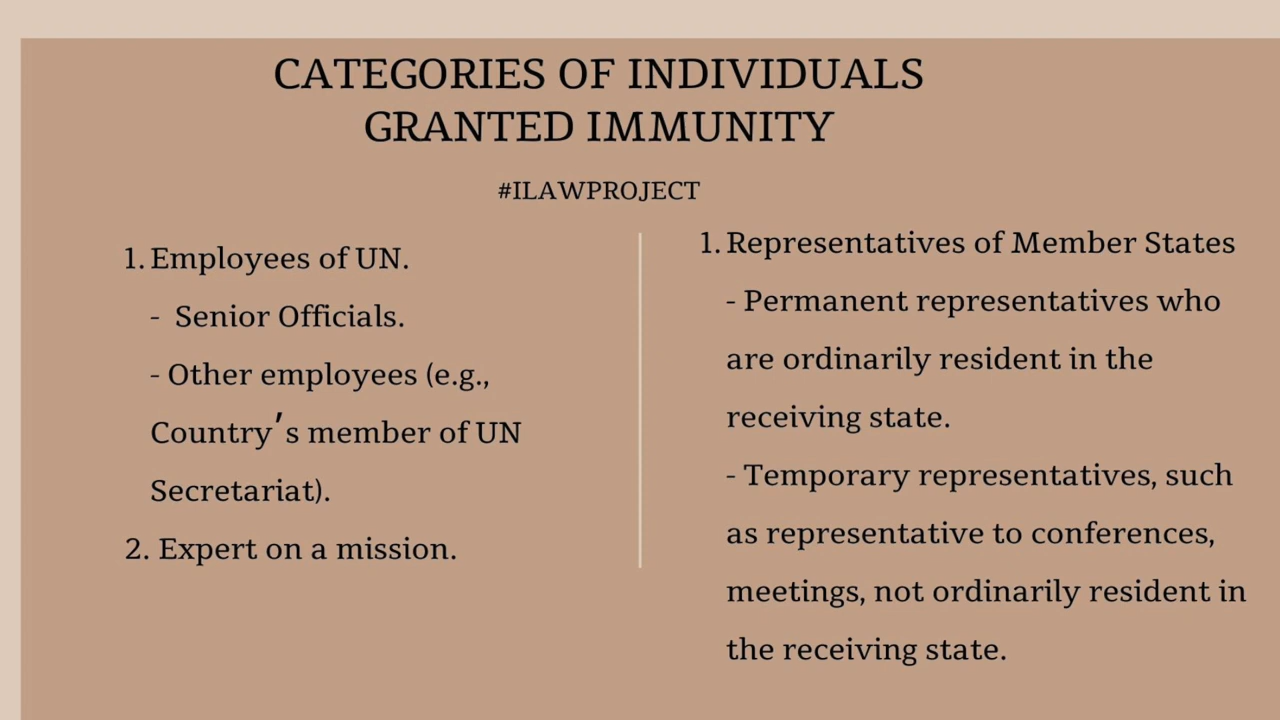 CATEGORIES OF INDIVIDUALS
GRANTED IMMUNITY
#ILAWPROJECT
1. Employees of UN.
- Senior Officials.
- Other employees (e.g.,
Country's member of UN
Secretariat).
2. Expert on a mission.
1. Representatives of Member States
- Permanent representatives who
are ordinarily resident in the
receiving state.
- Temporary representatives, such
as representative to conferences,
meetings, not ordinarily resident in
the receiving state.